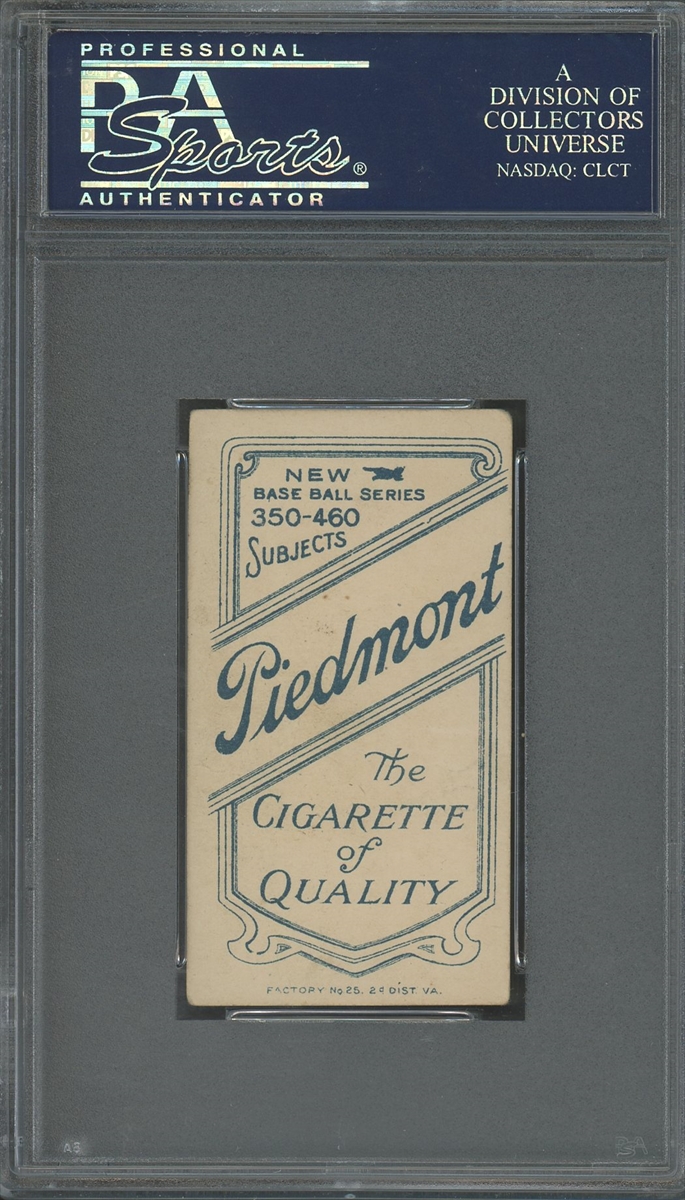 PROFESSIONAL
PSA
Sports®
AUTHENTICATOR
A
DIVISION OF
COLLECTORS
UNIVERSE
NASDAQ: CLCT
NEW
BASE BALL SERIES
350-460
SUBJECTS
Piedmont
The
CIGARETTE
of
QUALITY
FACTORY No. 25. 2d DIST. VA.